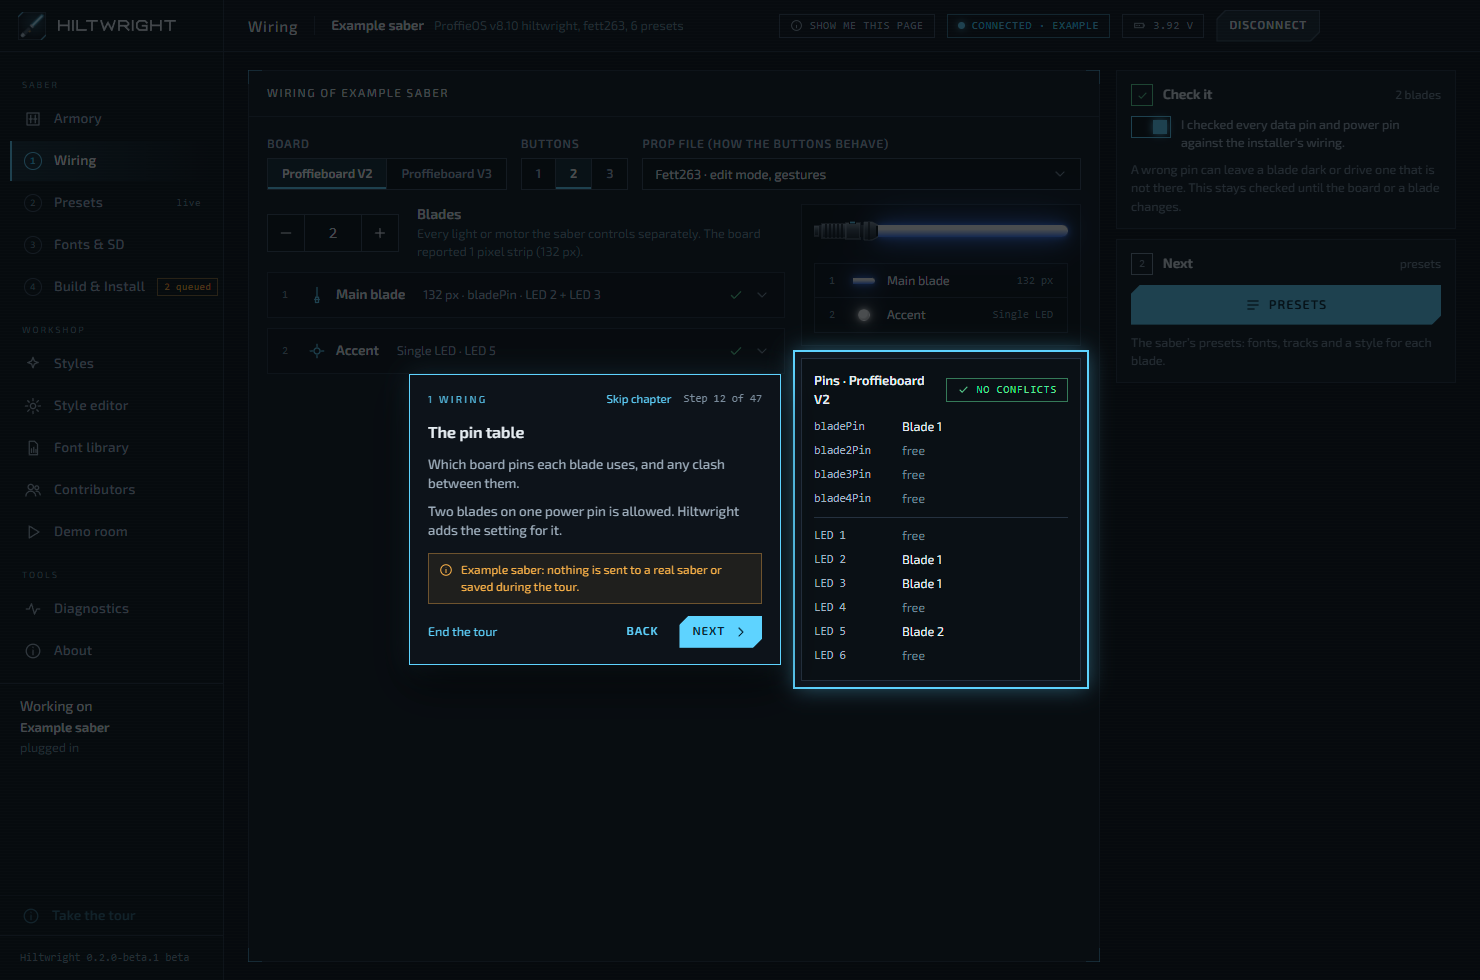 HILTWRIGHT
Wiring
Example saber
ProffieOS v8.10 hiltwright, fett263, 6 presets
SHOW ME THIS PAGE
CONNECTED · EXAMPLE
3.92 V
DISCONNECT
SABER
Armory
1 Wiring
2 Presets live
3 Fonts & SD
4 Build & Install 2 queued
WORKSHOP
Styles
Style editor
Font library
Contributors
Demo room
TOOLS
Diagnostics
About
Working on
Example saber
plugged in
Take the tour
Hiltwright 0.2.0-beta.1 beta
WIRING OF EXAMPLE SABER
BOARD
Proffieboard V2 Proffieboard V3
BUTTONS
1 2 3
PROP FILE (HOW THE BUTTONS BEHAVE)
Fett263 · edit mode, gestures
2
Blades
Every light or motor the saber controls separately. The board
reported 1 pixel strip (132 px).
1 Main blade 132 px · bladePin · LED 2 + LED 3
2 Accent Single LED · LED 5
1 Main blade 132 px
2 Accent Single LED
Pins · Proffieboard
V2
NO CONFLICTS
bladePin Blade 1
blade2Pin free
blade3Pin free
blade4Pin free
LED 1 free
LED 2 Blade 1
LED 3 Blade 1
LED 4 free
LED 5 Blade 2
LED 6 free
1 WIRING
Skip chapter
Step 12 of 47
The pin table
Which board pins each blade uses, and any clash
between them.
Two blades on one power pin is allowed. Hiltwright
adds the setting for it.
Example saber: nothing is sent to a real saber or
saved during the tour.
End the tour
BACK
NEXT
Check it
2 blades
I checked every data pin and power pin
against the installer's wiring.
A wrong pin can leave a blade dark or drive one that is
not there. This stays checked until the board or a blade
changes.
2 Next
presets
PRESETS
The saber's presets: fonts, tracks and a style for each
blade.